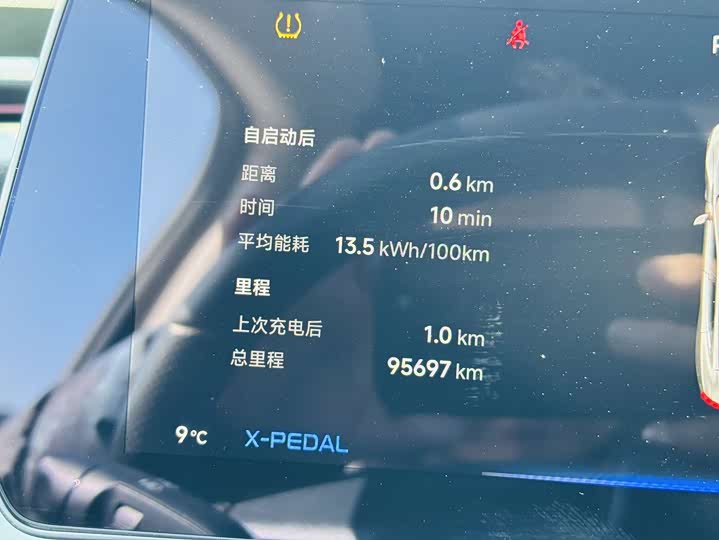 自启动后
距离 0.6 km
时间 10 min
平均能耗 13.5 kWh/100km
里程
上次充电后 1.0 km
总里程 95697 km
9℃ X-PEDAL